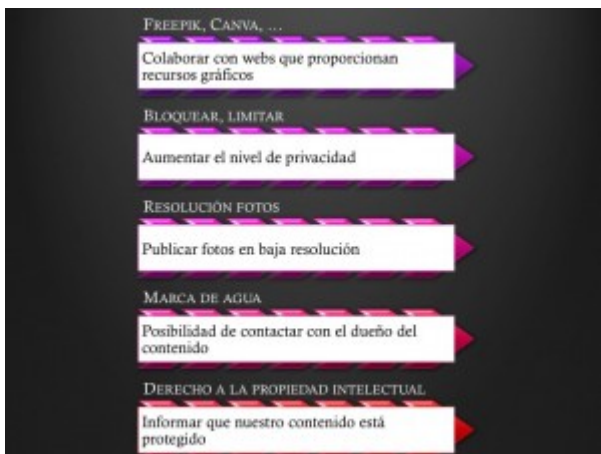 FREEPIK, CANVA, ...
Colaborar con webs que proporcionan
recursos gráficos
BLOQUEAR, LIMITAR
Aumentar el nivel de privacidad
RESOLUCIÓN FOTOS
Publicar fotos en baja resolución
MARCA DE AGUA
Posibilidad de contactar con el dueño del
contenido
DERECHO A LA PROPIEDAD INTELECTUAL
Informar que nuestro contenido está
protegido